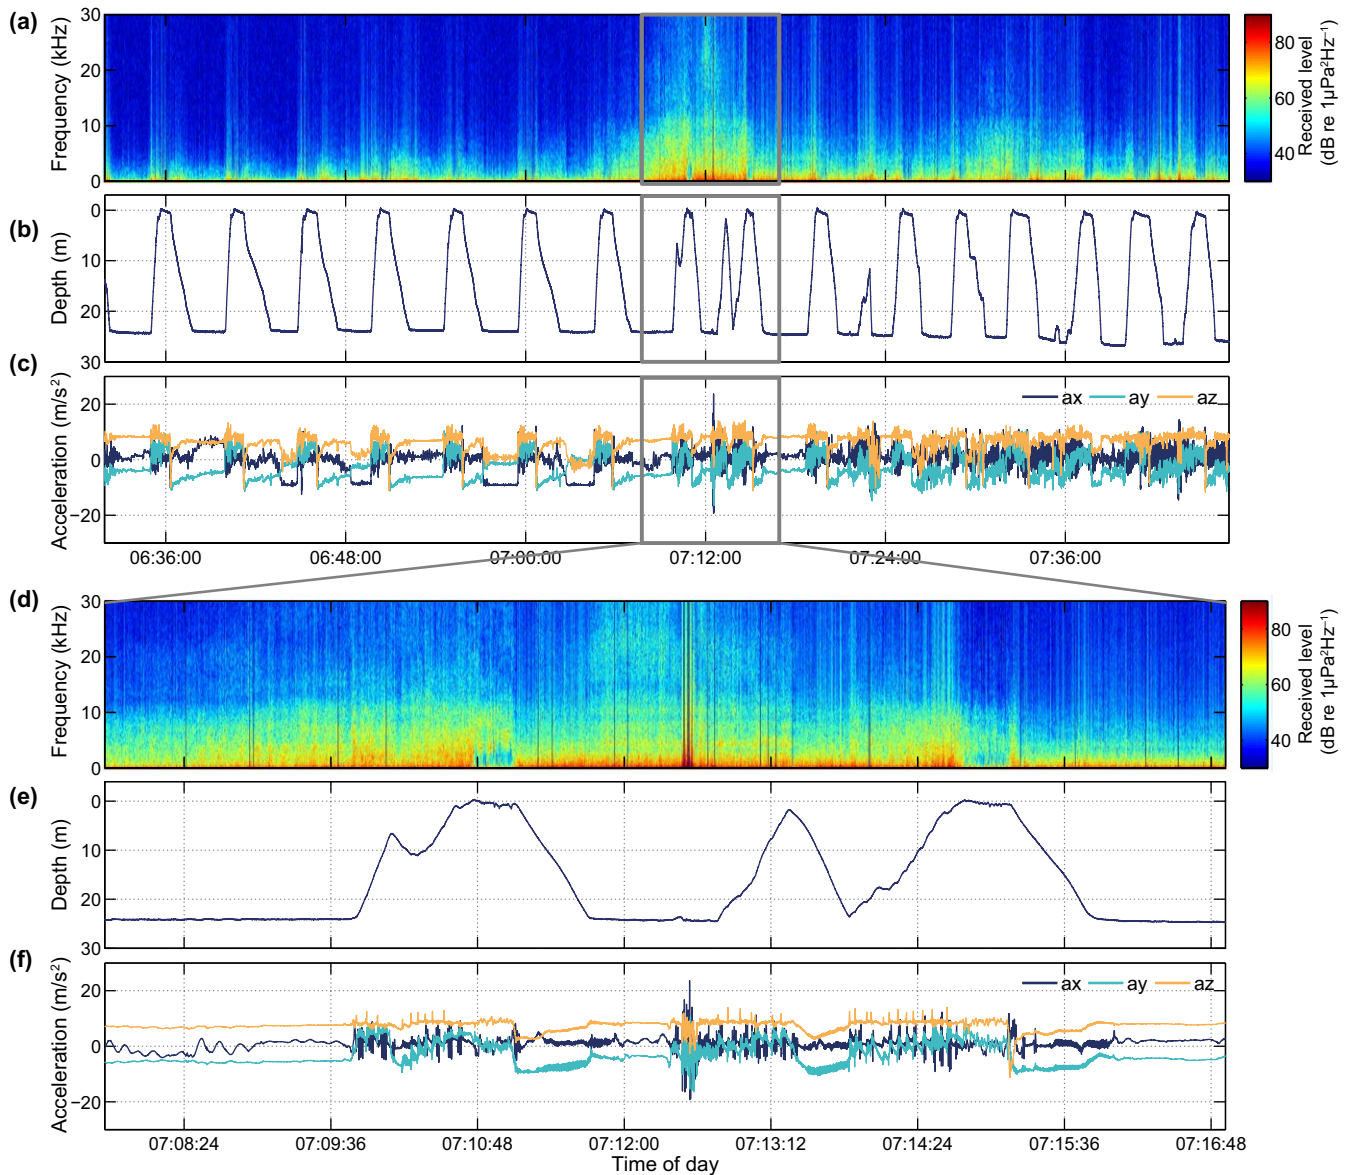 (a)
Frequency (kHz)
30
20
10
0
80
60
40
Received level
(dB re 1µPa²Hz⁻¹)
(b)
Depth (m)
0
10
20
30
(c)
Acceleration (m/s²)
20
0
−20
ax ay az
06:36:00 06:48:00 07:00:00 07:12:00 07:24:00 07:36:00
(d)
Frequency (kHz)
30
20
10
0
80
60
40
Received level
(dB re 1µPa²Hz⁻¹)
(e)
Depth (m)
0
10
20
30
(f)
Acceleration (m/s²)
20
0
−20
ax ay az
07:08:24 07:09:36 07:10:48 07:12:00 07:13:12 07:14:24 07:15:36 07:16:48
Time of day